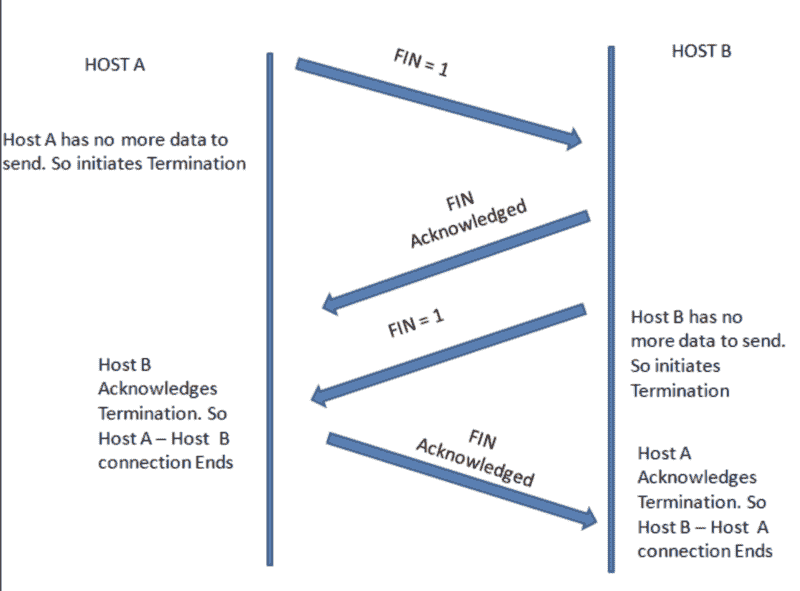 HOST A
FIN = 1
HOST B
Host A has no more data to
send. So initiates Termination
FIN
Acknowledged
FIN = 1
Host B has no
more data to send.
So initiates
Termination
Host B
Acknowledges
Termination. So
Host A – Host B
connection Ends
FIN
Acknowledged
Host A
Acknowledges
Termination. So
Host B – Host A
connection Ends